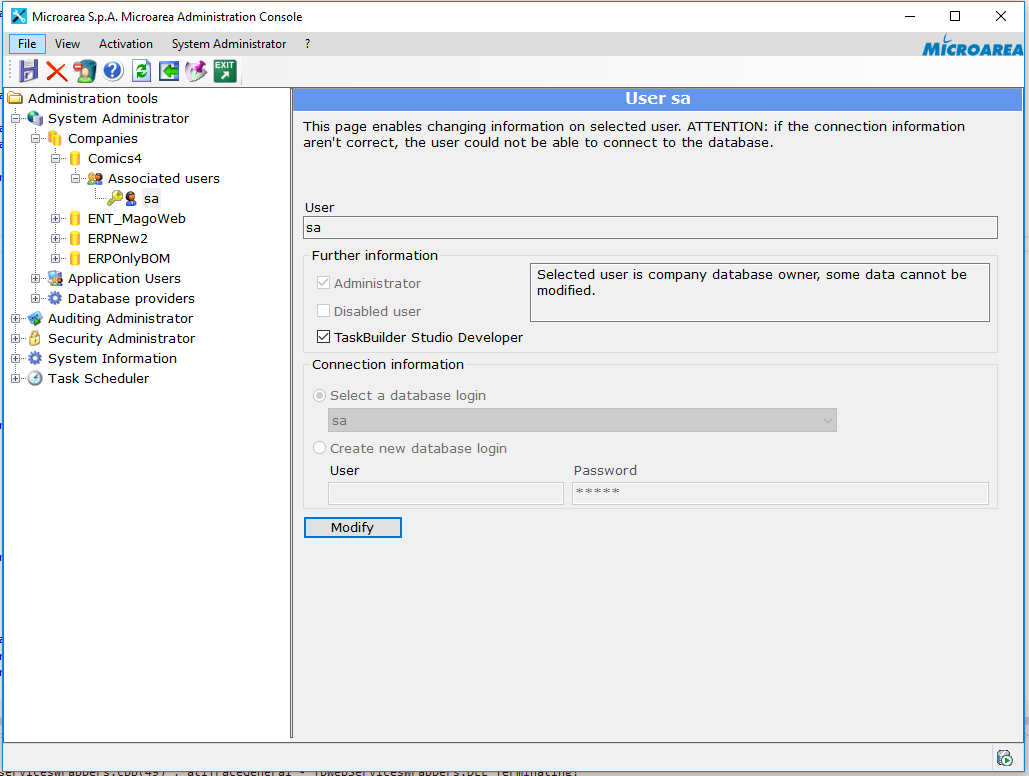 Microarea S.p.A. Microarea Administration Console
File View Activation System Administrator ?
MICROAREA
EXIT
Administration tools
System Administrator
Companies
Comics4
Associated users
sa
ENT_MagoWeb
ERPNew2
ERPOnlyBOM
Application Users
Database providers
Auditing Administrator
Security Administrator
System Information
Task Scheduler
User sa
This page enables changing information on selected user. ATTENTION: if the connection information
aren't correct, the user could not be able to connect to the database.
User
sa
Further information
Administrator
Disabled user
TaskBuilder Studio Developer
Selected user is company database owner, some data cannot be
modified.
Connection information
Select a database login
sa
Create new database login
User Password
*****
Modify